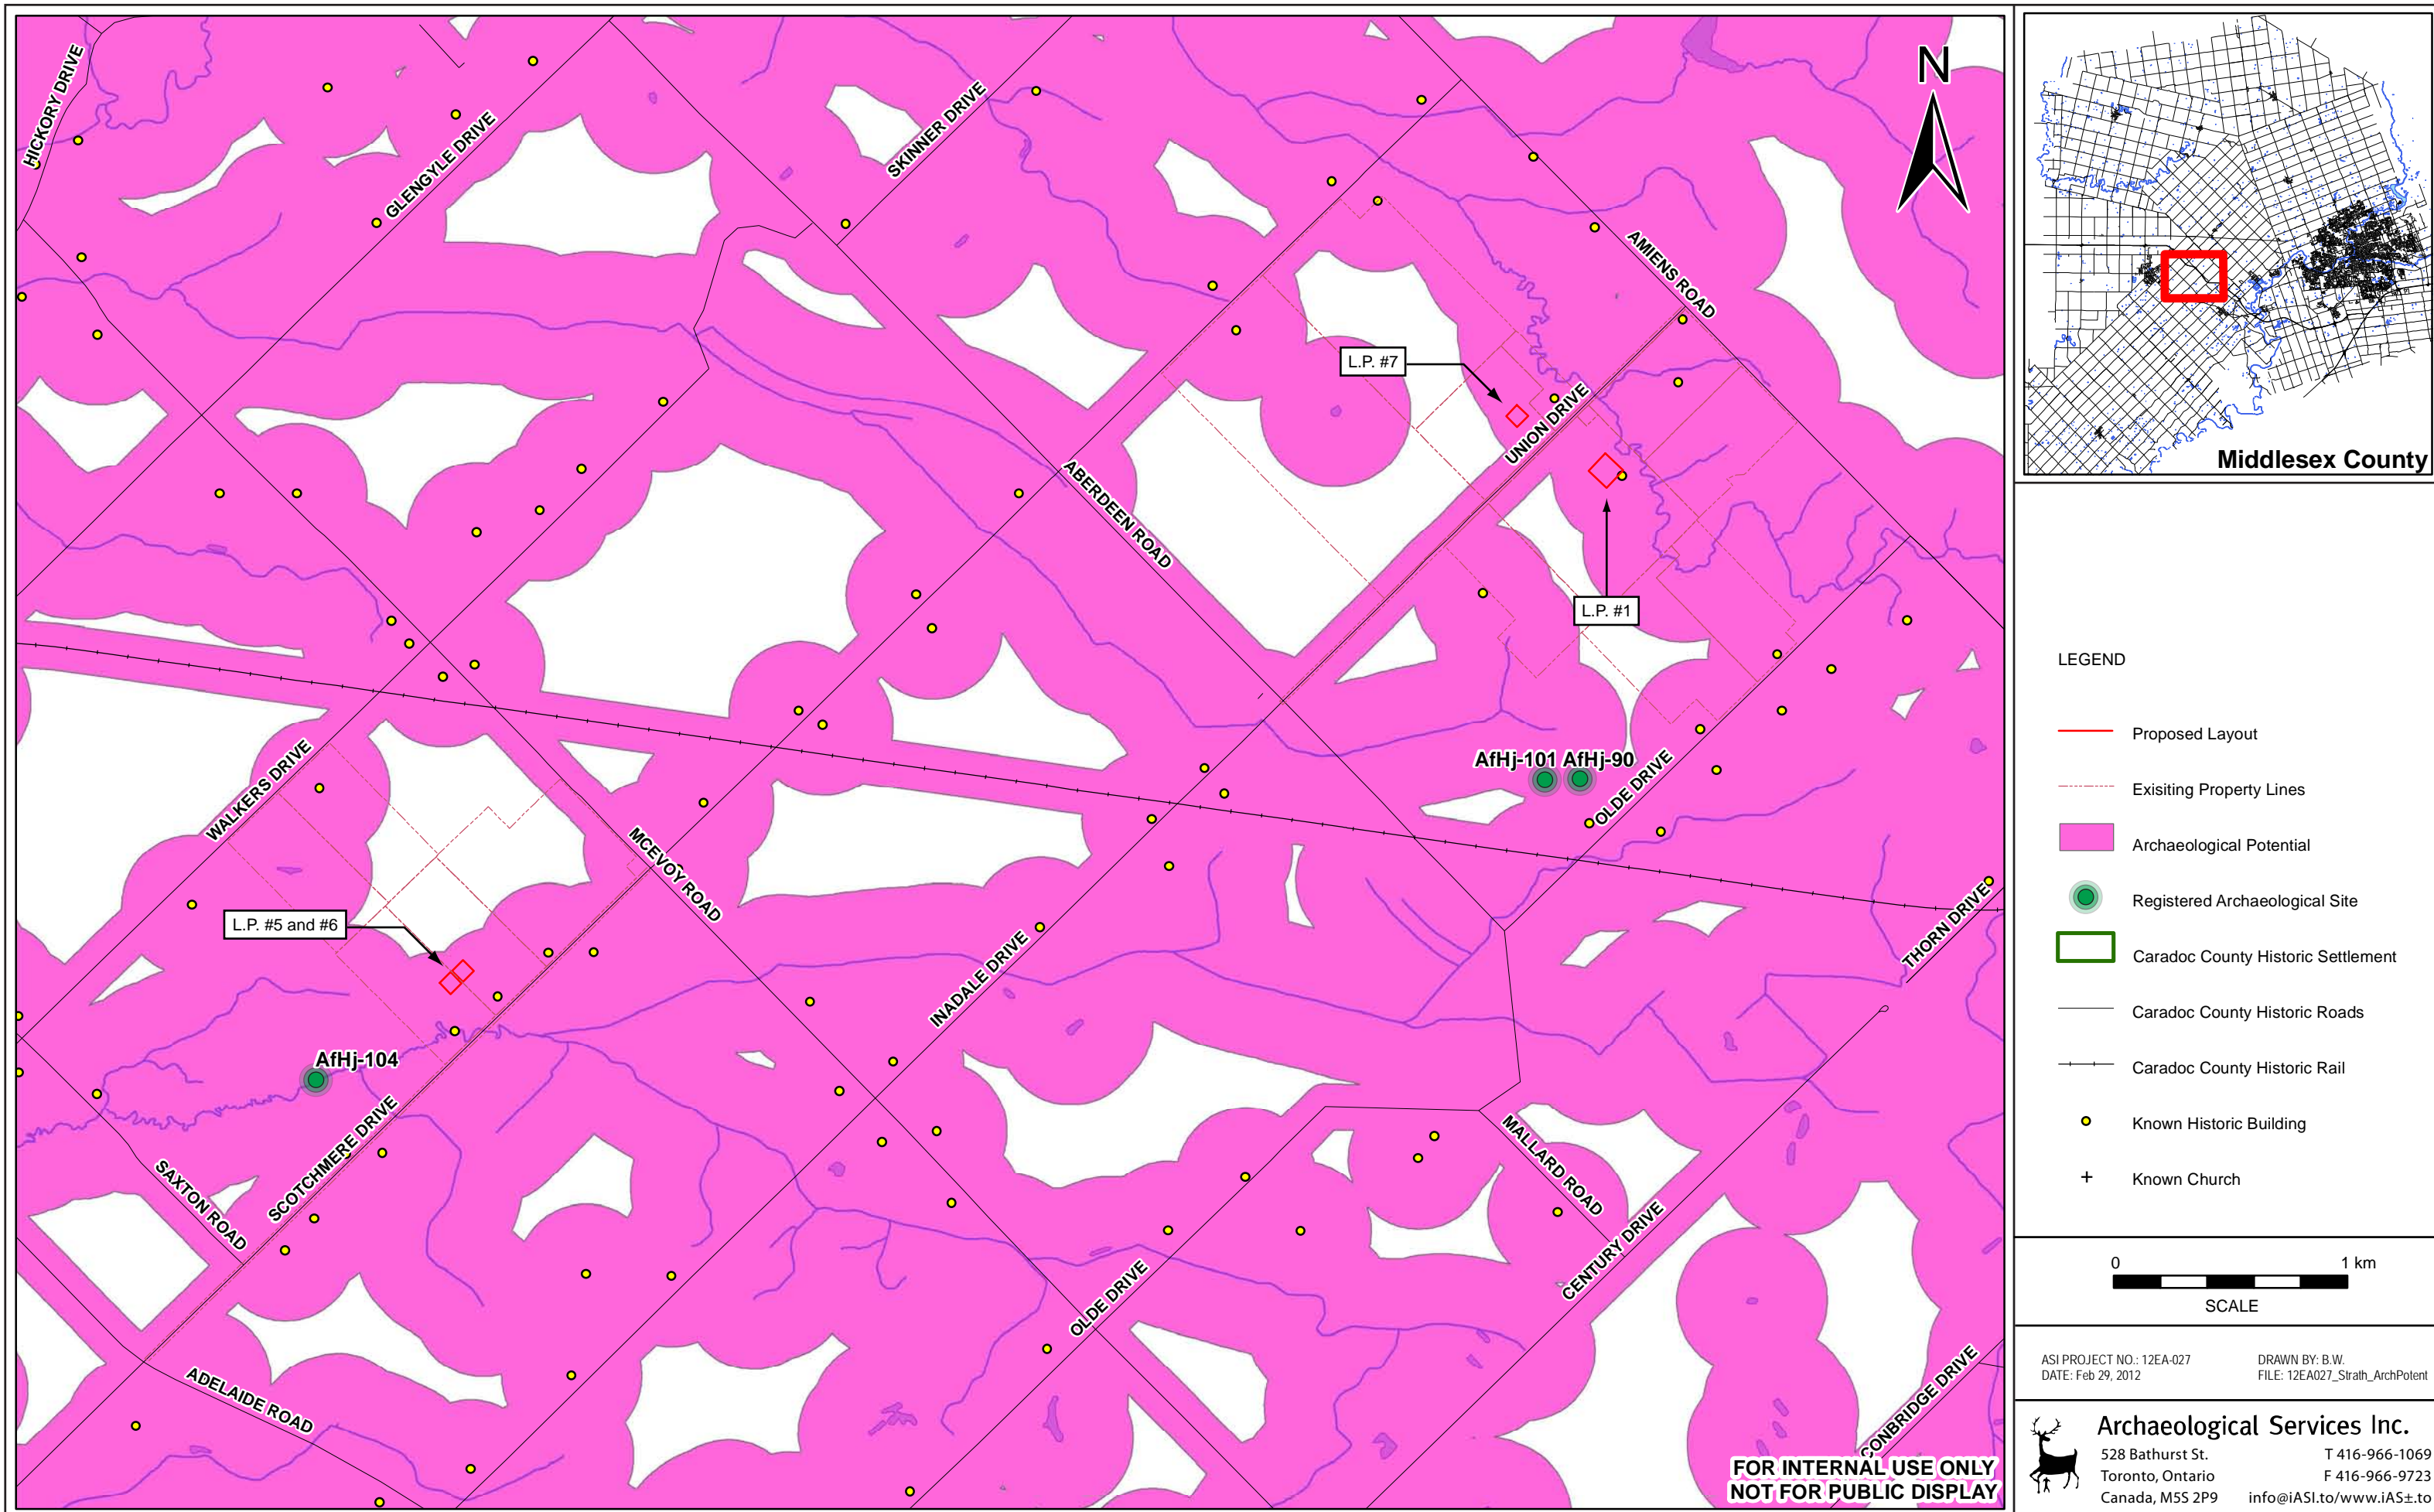 HICKORY DRIVE
GLENGYLE DRIVE
SKINNER DRIVE
N
AMIENS ROAD
L.P. #7
UNION DRIVE
ABERDEEN ROAD
L.P. #1
WALKERS DRIVE
AfHj-101 AfHj-90
OLDE DRIVE
MCEVOY ROAD
L.P. #5 and #6
THORN DRIVE
INADALE DRIVE
AfHj-104
SCOTCHMERE DRIVE
SAXTON ROAD
MALLARD ROAD
CENTURY DRIVE
OLDE DRIVE
ADELAIDE ROAD
CONBRIDGE DRIVE
FOR INTERNAL USE ONLY
NOT FOR PUBLIC DISPLAY
Middlesex County
LEGEND
Proposed Layout
Exisiting Property Lines
Archaeological Potential
Registered Archaeological Site
Caradoc County Historic Settlement
Caradoc County Historic Roads
Caradoc County Historic Rail
Known Historic Building
Known Church
0 1 km
SCALE
ASI PROJECT NO.: 12EA-027
DATE: Feb 29, 2012
DRAWN BY: B.W.
FILE: 12EA027_Strath_ArchPotent
Archaeological Services Inc.
528 Bathurst St. T 416-966-1069
Toronto, Ontario F 416-966-9723
Canada, M5S 2P9 info@iASI.to/www.iAS±.to